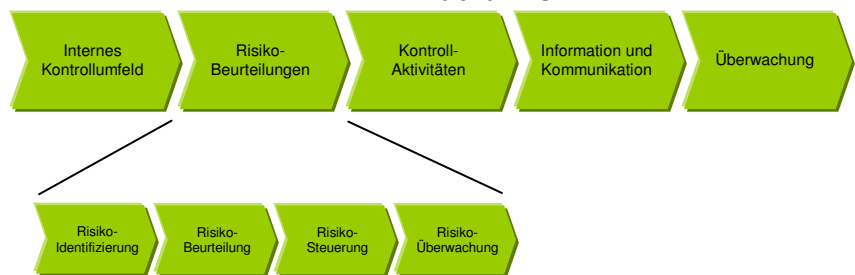 Internes
Kontrollumfeld
Risiko-
Beurteilungen
Kontroll-
Aktivitäten
Information und
Kommunikation
Überwachung
Risiko-
Identifizierung
Risiko-
Beurteilung
Risiko-
Steuerung
Risiko-
Überwachung